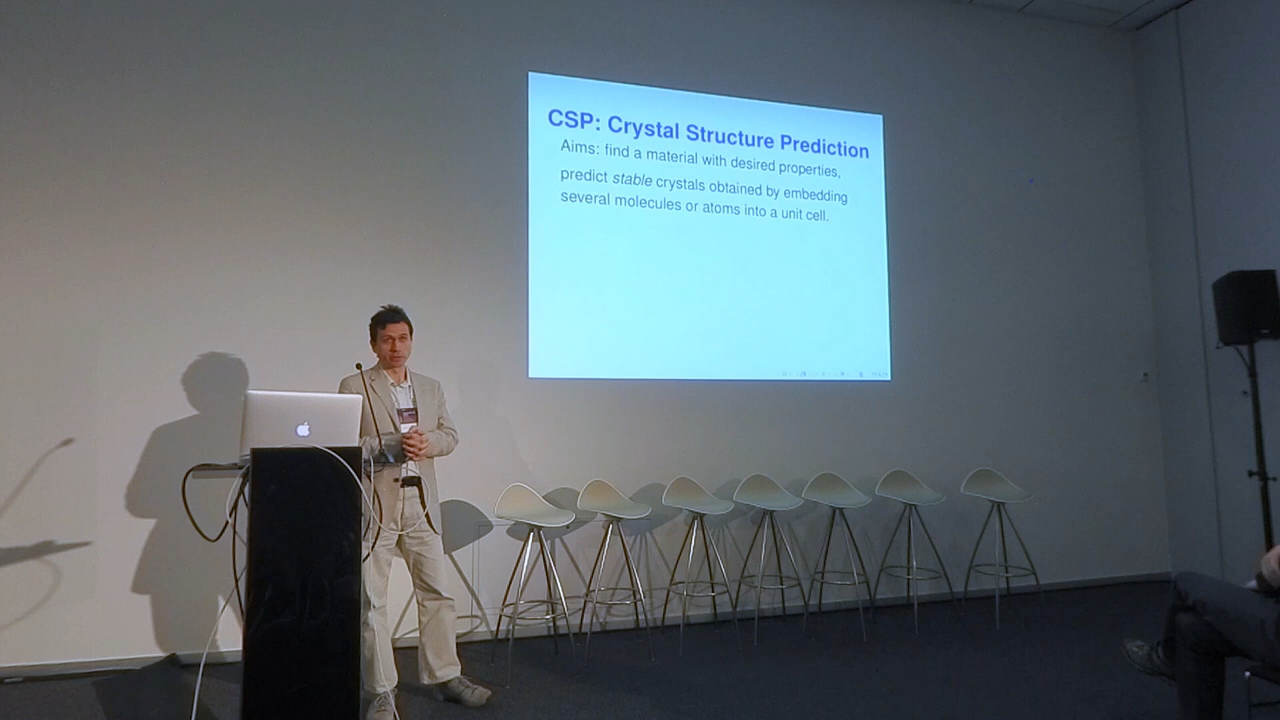 CSP: Crystal Structure Prediction
Aims: find a material with desired properties,
predict stable crystals obtained by embedding
several molecules or atoms into a unit cell.